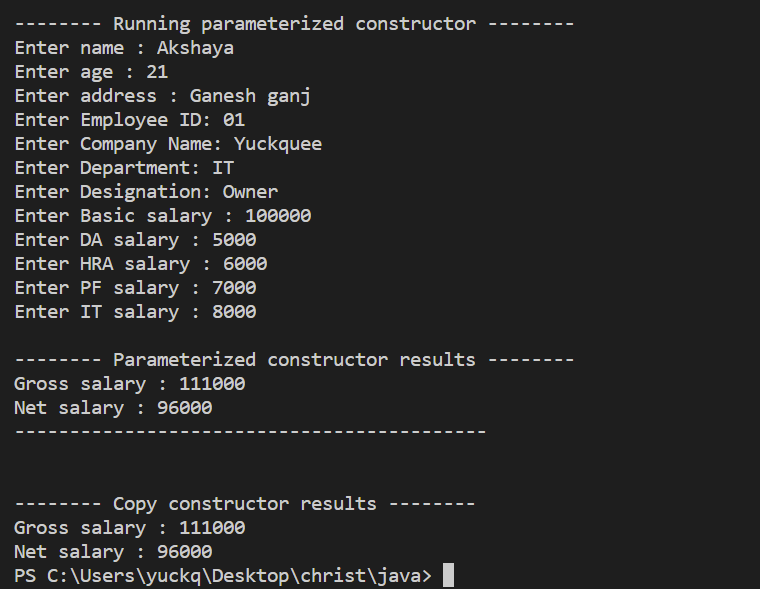 -------- Running parameterized constructor --------
Enter name : Akshaya
Enter age : 21
Enter address : Ganesh ganj
Enter Employee ID: 01
Enter Company Name: Yuckquee
Enter Department: IT
Enter Designation: Owner
Enter Basic salary : 100000
Enter DA salary : 5000
Enter HRA salary : 6000
Enter PF salary : 7000
Enter IT salary : 8000
-------- Parameterized constructor results --------
Gross salary : 111000
Net salary : 96000
-------------------------------------------
-------- Copy constructor results --------
Gross salary : 111000
Net salary : 96000
PS C:\Users\yuckq\Desktop\christ\java>